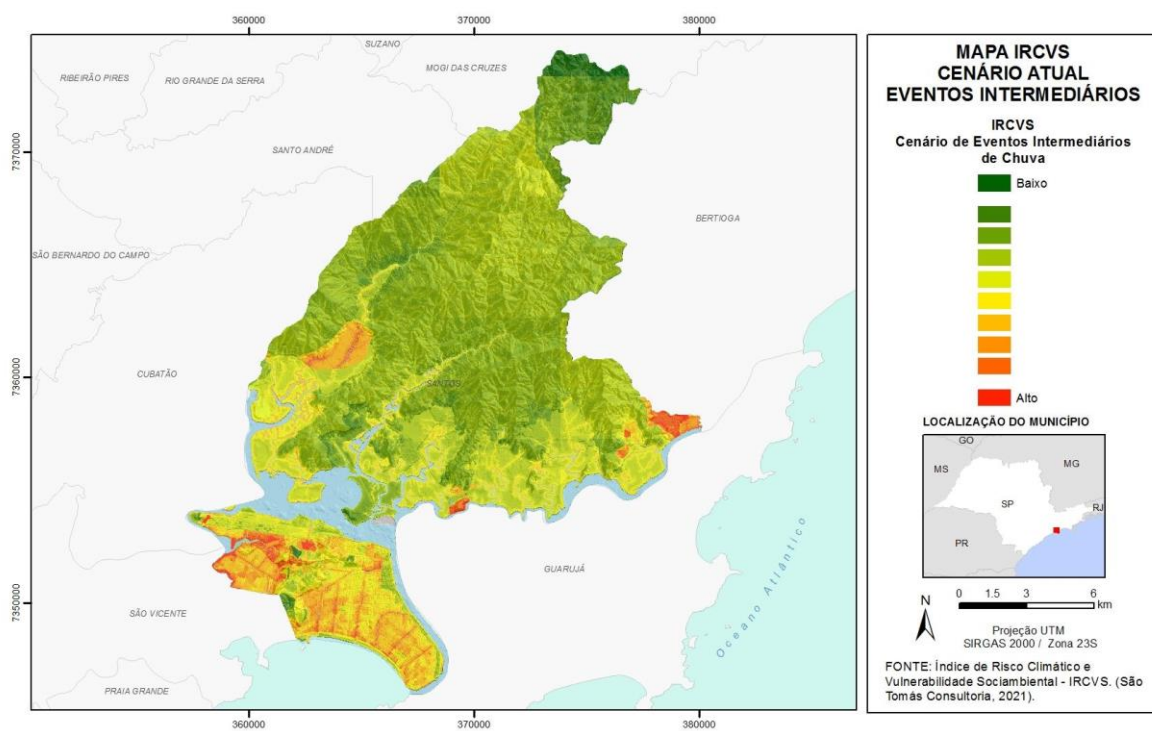 360000
370000
380000
SUZANO
MOGI DAS CRUZES
RIBEIRÃO PIRES
RIO GRANDE DA SERRA
7370000
SANTO ANDRÉ
BERTIOGA
SÃO BERNARDO DO CAMPO
CUBATÃO
7360000
SANTOS
GUARUJÁ
Oceano Atlântico
7350000
SÃO VICENTE
PRAIA GRANDE
360000
370000
380000
MAPA IRCVS
CENÁRIO ATUAL
EVENTOS INTERMEDIÁRIOS
IRCVS
Cenário de Eventos Intermediários
de Chuva
Baixo
Alto
LOCALIZAÇÃO DO MUNICÍPIO
GO
MS
MG
SP
RJ
PR
0 1.5 3 6
km
N
Projeção UTM
SIRGAS 2000 / Zona 23S
FONTE: Índice de Risco Climático e
Vulnerabilidade Sociambiental - IRCVS. (São
Tomás Consultoria, 2021).